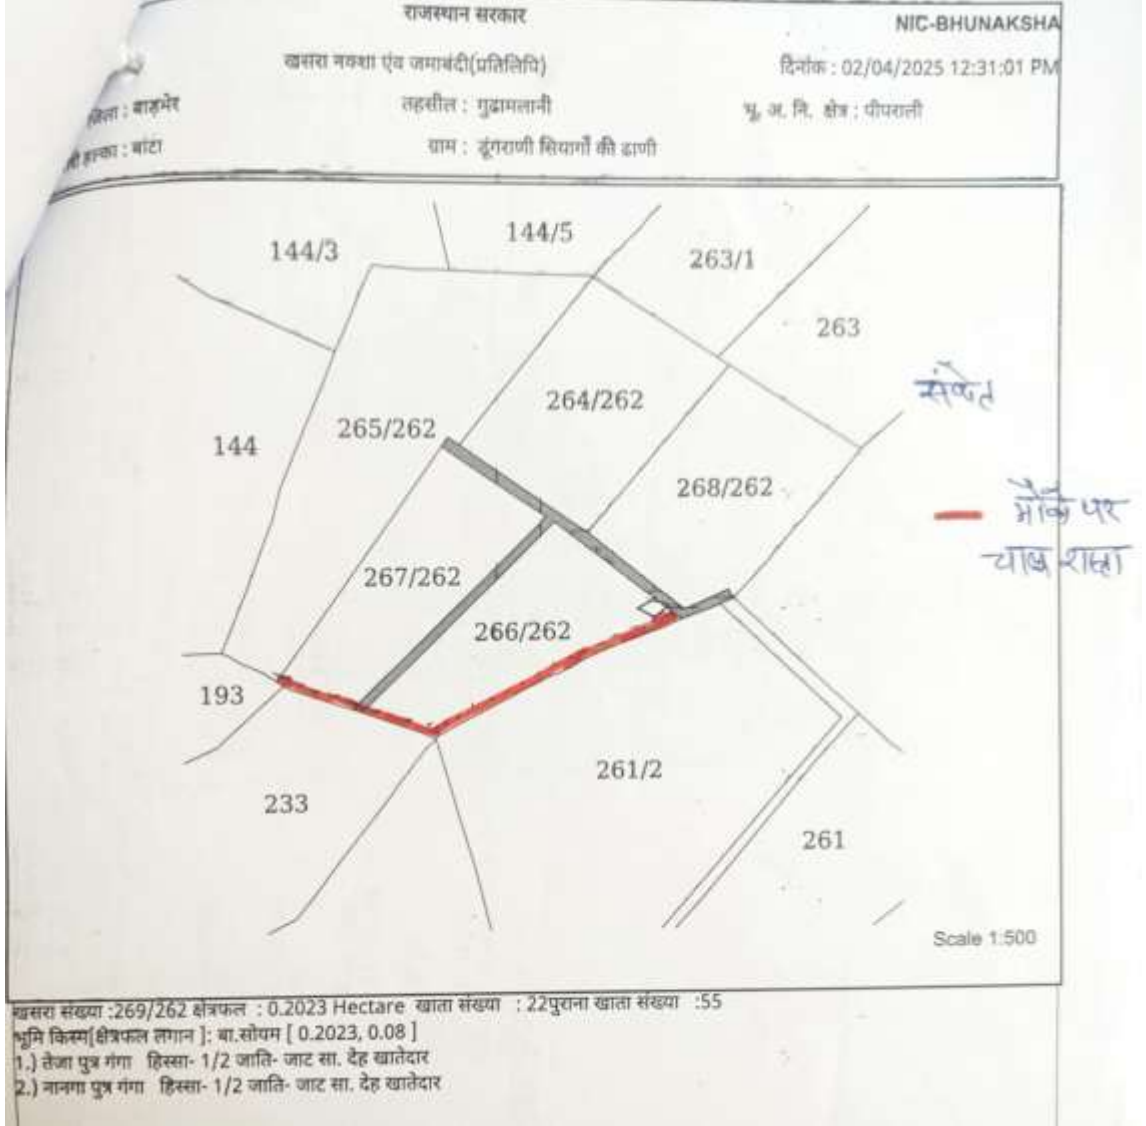 राजस्थान सरकार
NIC-BHUNAKSHA
खसरा नक्शा एंव जमाबंदी(प्रतिलिपि)
दिनांक : 02/04/2025 12:31:01 PM
जिला : बाड़मेर
तहसील : गुढामलानी
भू. अ. नि. क्षेत्र : पीपराली
हल्का : बांटा
ग्राम : डूंगराणी सियागों की ढाणी
144/3
144/5
263/1
263
264/262
संकेत
265/262
144
268/262
मौके पर
चालू रास्ता
267/262
266/262
193
261/2
233
261
Scale 1:500
खसरा संख्या :269/262 क्षेत्रफल : 0.2023 Hectare खाता संख्या : 22पुराना खाता संख्या :55
भूमि किस्म[क्षेत्रफल लगान ]: बा.सोयम [ 0.2023, 0.08 ]
1.) तेजा पुत्र गंगा हिस्सा- 1/2 जाति- जाट सा. देह खातेदार
2.) नानगा पुत्र गंगा हिस्सा- 1/2 जाति- जाट सा. देह खातेदार